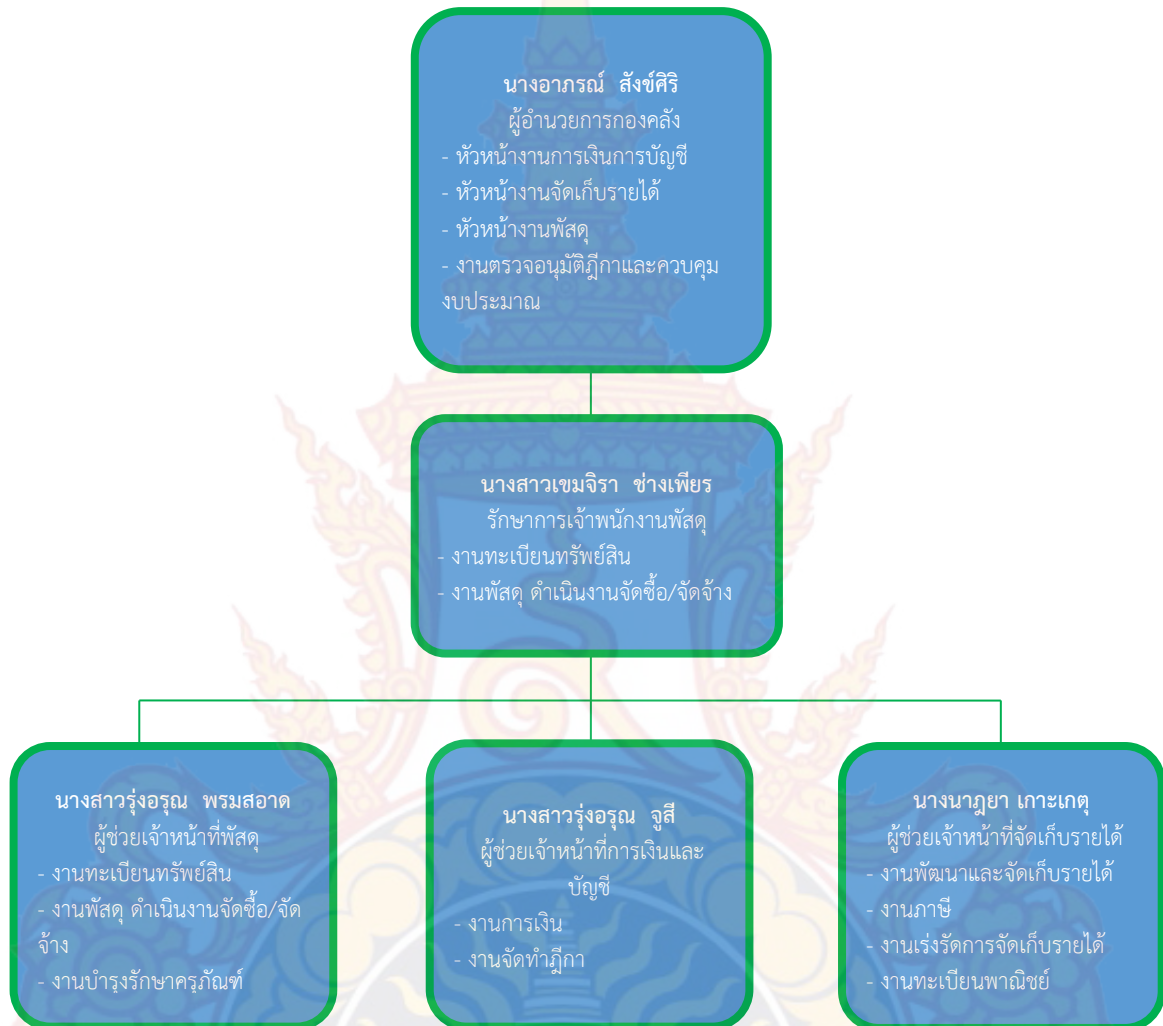 นางอาภรณ์ สังข์ศิริ
ผู้อำนวยการกองคลัง
- หัวหน้างานการเงินการบัญชี
- หัวหน้างานจัดเก็บรายได้
- หัวหน้างานพัสดุ
- งานตรวจอนุมัติฎีกาและควบคุม
งบประมาณ
นางสาวเขมจิรา ช่างเพียร
รักษาการเจ้าพนักงานพัสดุ
- งานทะเบียนทรัพย์สิน
- งานพัสดุ ดำเนินงานจัดซื้อ/จัดจ้าง
นางสาวรุ่งอรุณ พรมสอาด
ผู้ช่วยเจ้าหน้าที่พัสดุ
- งานทะเบียนทรัพย์สิน
- งานพัสดุ ดำเนินงานจัดซื้อ/จัด
จ้าง
- งานบำรุงรักษาครุภัณฑ์
นางสาวรุ่งอรุณ จูสี
ผู้ช่วยเจ้าหน้าที่การเงินและ
บัญชี
- งานการเงิน
- งานจัดทำฎีกา
นางนาฎยา เกาะเกตุ
ผู้ช่วยเจ้าหน้าที่จัดเก็บรายได้
- งานพัฒนาและจัดเก็บรายได้
- งานภาษี
- งานเร่งรัดการจัดเก็บรายได้
- งานทะเบียนพาณิชย์